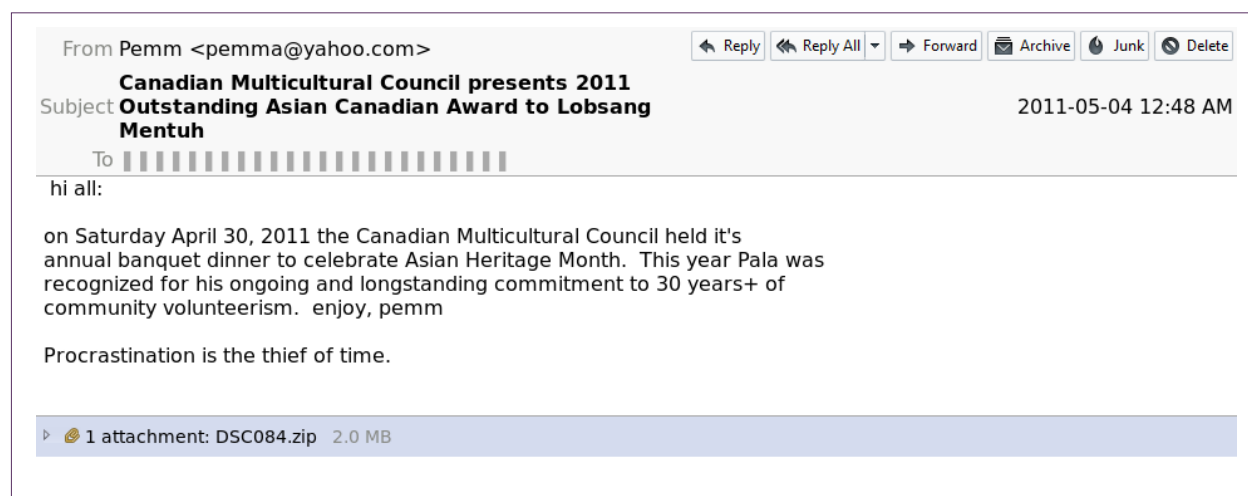 From Pemm <pemma@yahoo.com> Reply Reply All Forward Archive Junk Delete
Canadian Multicultural Council presents 2011
Subject Outstanding Asian Canadian Award to Lobsang 2011-05-04 12:48 AM
Mentuh
To
hi all:
on Saturday April 30, 2011 the Canadian Multicultural Council held it's
annual banquet dinner to celebrate Asian Heritage Month.  This year Pala was
recognized for his ongoing and longstanding commitment to 30 years+ of
community volunteerism.  enjoy, pemm
Procrastination is the thief of time.
1 attachment: DSC084.zip 2.0 MB